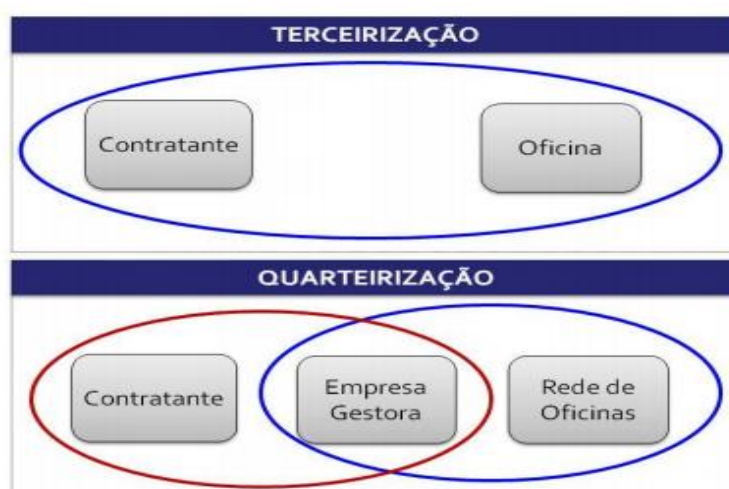 TERCEIRIZAÇÃO
Contratante
Oficina
QUARTEIRIZAÇÃO
Contratante
Empresa
Gestora
Rede de
Oficinas